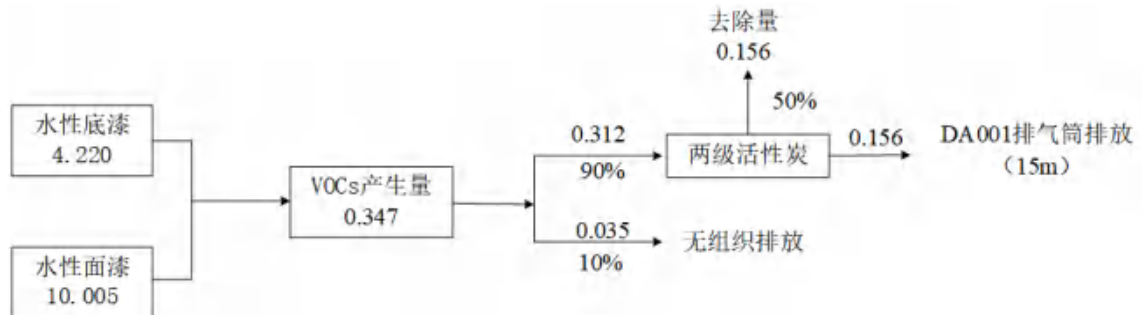 去除量
0.156
50%
水性底漆
4.220
0.312
两级活性炭
0.156
DA001排气筒排放
（15m）
90%
VOCs产生量
0.347
0.035
无组织排放
10%
水性面漆
10.005